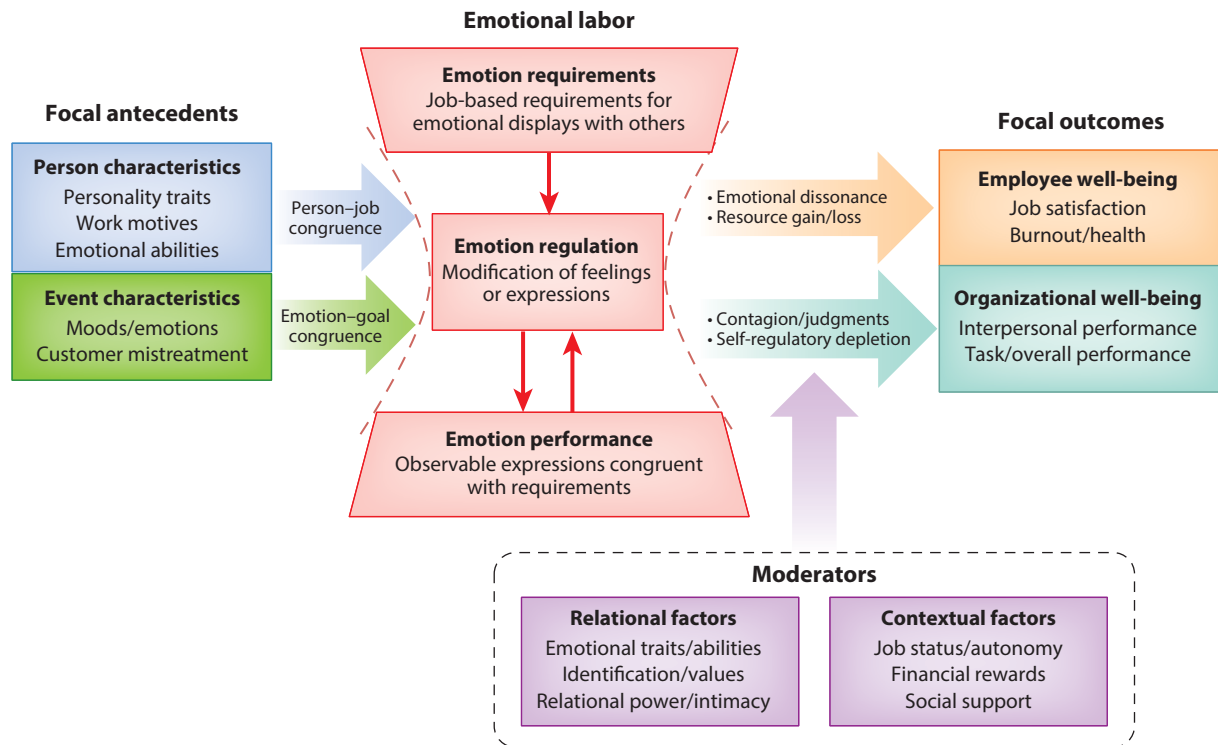 Emotional labor
Emotion requirements
Job-based requirements for
emotional displays with others
Focal antecedents
Person characteristics
Personality traits
Work motives
Emotional abilities
Event characteristics
Moods/emotions
Customer mistreatment
Person–job
congruence
Emotion–goal
congruence
Emotion regulation
Modification of feelings
or expressions
Emotion performance
Observable expressions congruent
with requirements
• Emotional dissonance
• Resource gain/loss
• Contagion/judgments
• Self-regulatory depletion
Focal outcomes
Employee well-being
Job satisfaction
Burnout/health
Organizational well-being
Interpersonal performance
Task/overall performance
Moderators
Relational factors
Emotional traits/abilities
Identification/values
Relational power/intimacy
Contextual factors
Job status/autonomy
Financial rewards
Social support